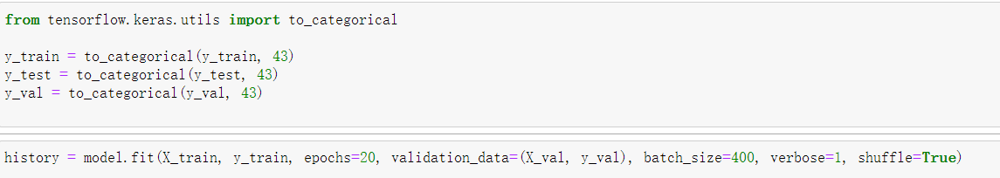 from tensorflow.keras.utils import to_categorical
y_train = to_categorical(y_train, 43)
y_test = to_categorical(y_test, 43)
y_val = to_categorical(y_val, 43)
history = model.fit(X_train, y_train, epochs=20, validation_data=(X_val, y_val), batch_size=400, verbose=1, shuffle=True)